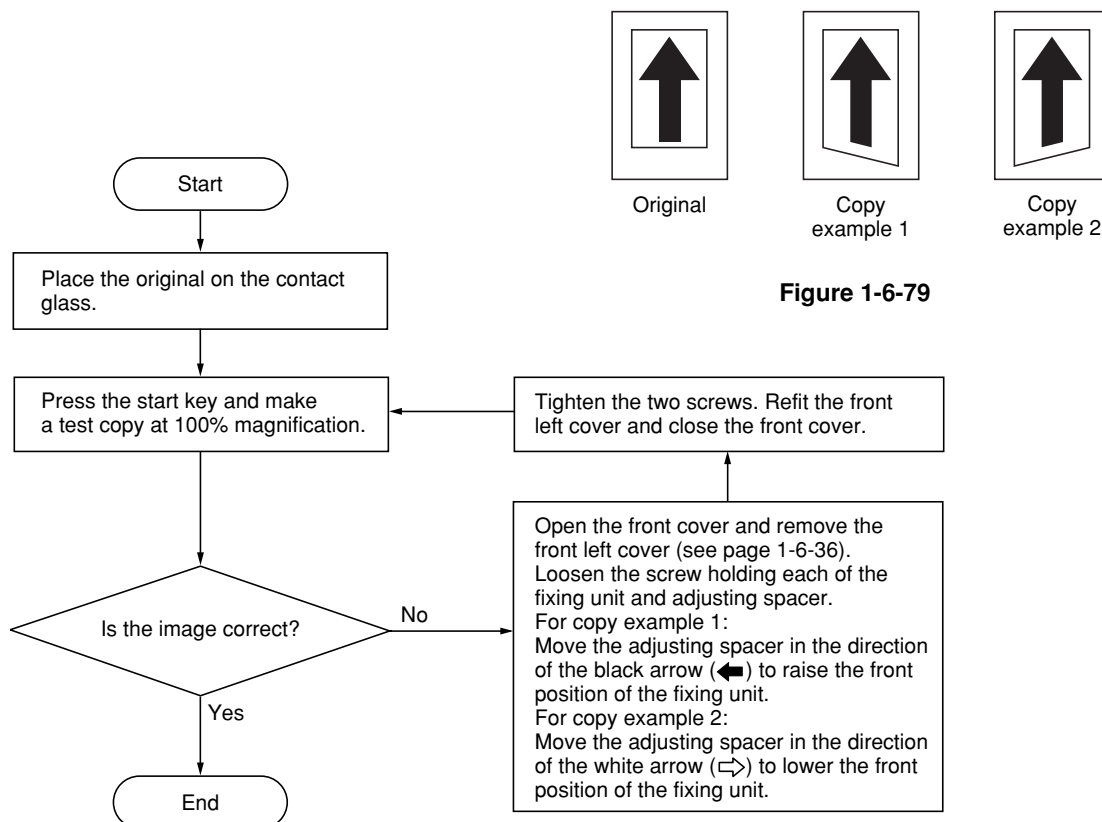 Original
Copy
example 1
Copy
example 2
Figure 1-6-79
Start
Place the original on the contact
glass.
Press the start key and make
a test copy at 100% magnification.
Is the image correct?
Yes
End
No
Open the front cover and remove the
front left cover (see page 1-6-36).
Loosen the screw holding each of the
fixing unit and adjusting spacer.
For copy example 1:
Move the adjusting spacer in the direction
of the black arrow (⬅) to raise the front
position of the fixing unit.
For copy example 2:
Move the adjusting spacer in the direction
of the white arrow (⇨) to lower the front
position of the fixing unit.
Tighten the two screws. Refit the front
left cover and close the front cover.